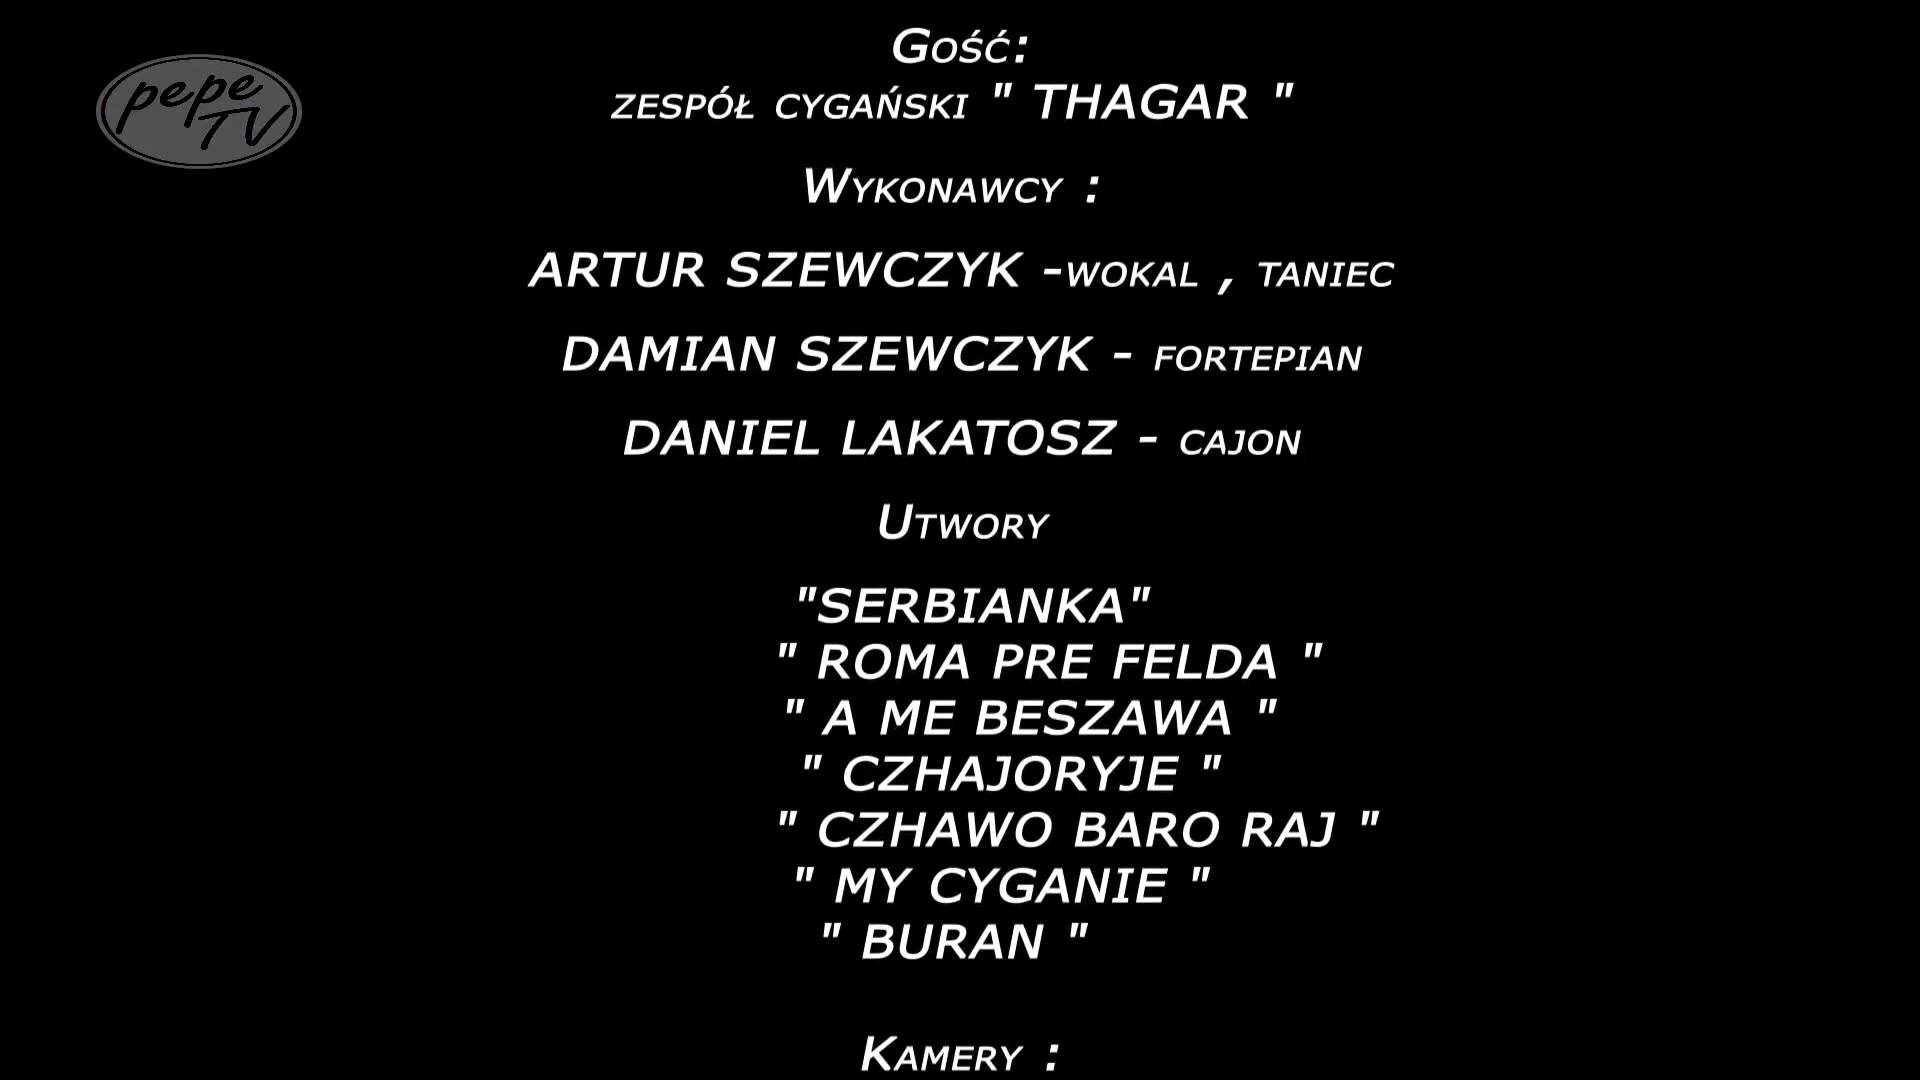 pepe
TV
Gość:
zespół cygański " THAGAR "
Wykonawcy :
ARTUR SZEWCZYK -wokal , taniec
DAMIAN SZEWCZYK - fortepian
DANIEL LAKATOSZ - cajon
Utwory
"SERBIANKA"
" ROMA PRE FELDA "
" A ME BESZAWA "
" CZHAJORYJE "
" CZHAWO BARO RAJ "
" MY CYGANIE "
" BURAN "
Kamery :